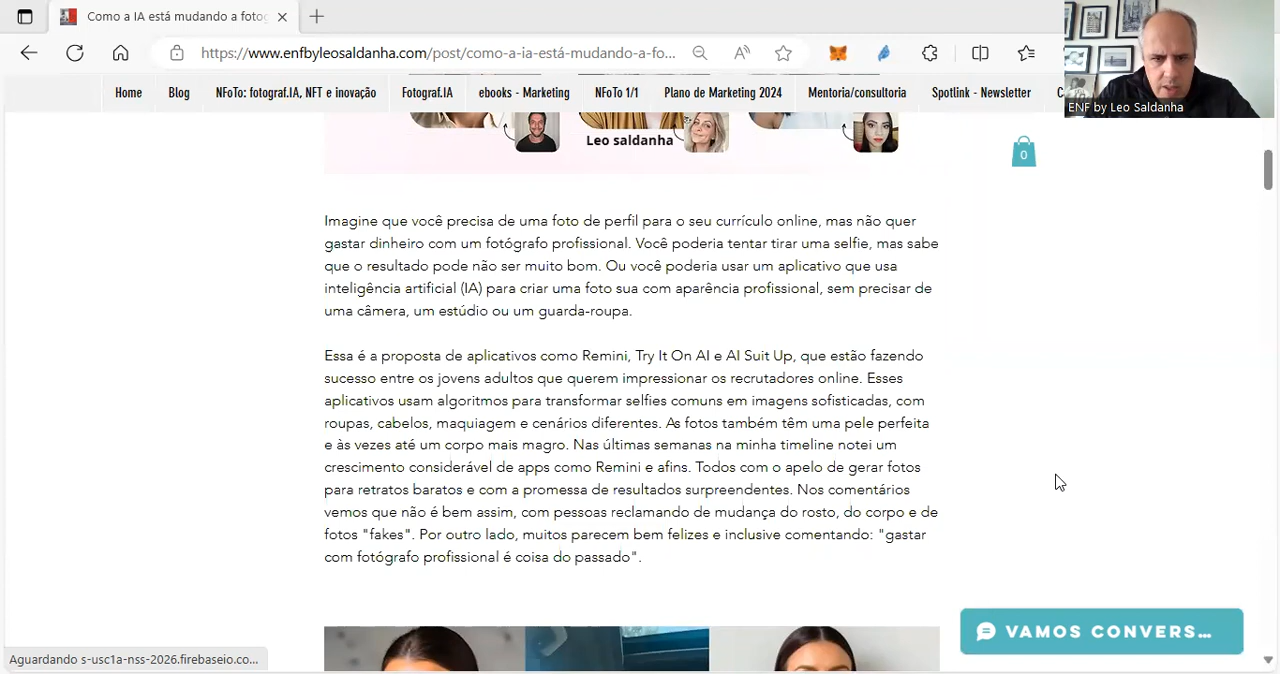 Como a IA está mudando a fotog
https://www.enfbyleosaldanha.com/post/como-a-ia-está-mudando-a-fo...
ENF by Leo Saldanha
Home
Blog
NFoTo: fotograf.IA, NFT e inovação
Fotograf.IA
ebooks - Marketing
NFoTo 1/1
Plano de Marketing 2024
Mentoria/consultoria
Spotlink - Newsletter
C
Leo saldanha
0
Imagine que você precisa de uma foto de perfil para o seu currículo online, mas não quer
gastar dinheiro com um fotógrafo profissional. Você poderia tentar tirar uma selfie, mas sabe
que o resultado pode não ser muito bom. Ou você poderia usar um aplicativo que usa
inteligência artificial (IA) para criar uma foto sua com aparência profissional, sem precisar de
uma câmera, um estúdio ou um guarda-roupa.
Essa é a proposta de aplicativos como Remini, Try It On AI e AI Suit Up, que estão fazendo
sucesso entre os jovens adultos que querem impressionar os recrutadores online. Esses
aplicativos usam algoritmos para transformar selfies comuns em imagens sofisticadas, com
roupas, cabelos, maquiagem e cenários diferentes. As fotos também têm uma pele perfeita
e às vezes até um corpo mais magro. Nas últimas semanas na minha timeline notei um
crescimento considerável de apps como Remini e afins. Todos com o apelo de gerar fotos
para retratos baratos e com a promessa de resultados surpreendentes. Nos comentários
vemos que não é bem assim, com pessoas reclamando de mudança do rosto, do corpo e de
fotos "fakes". Por outro lado, muitos parecem bem felizes e inclusive comentando: "gastar
com fotógrafo profissional é coisa do passado".
VAMOS CONVERS...
Aguardando s-usc1a-nss-2026.firebaseio.co...